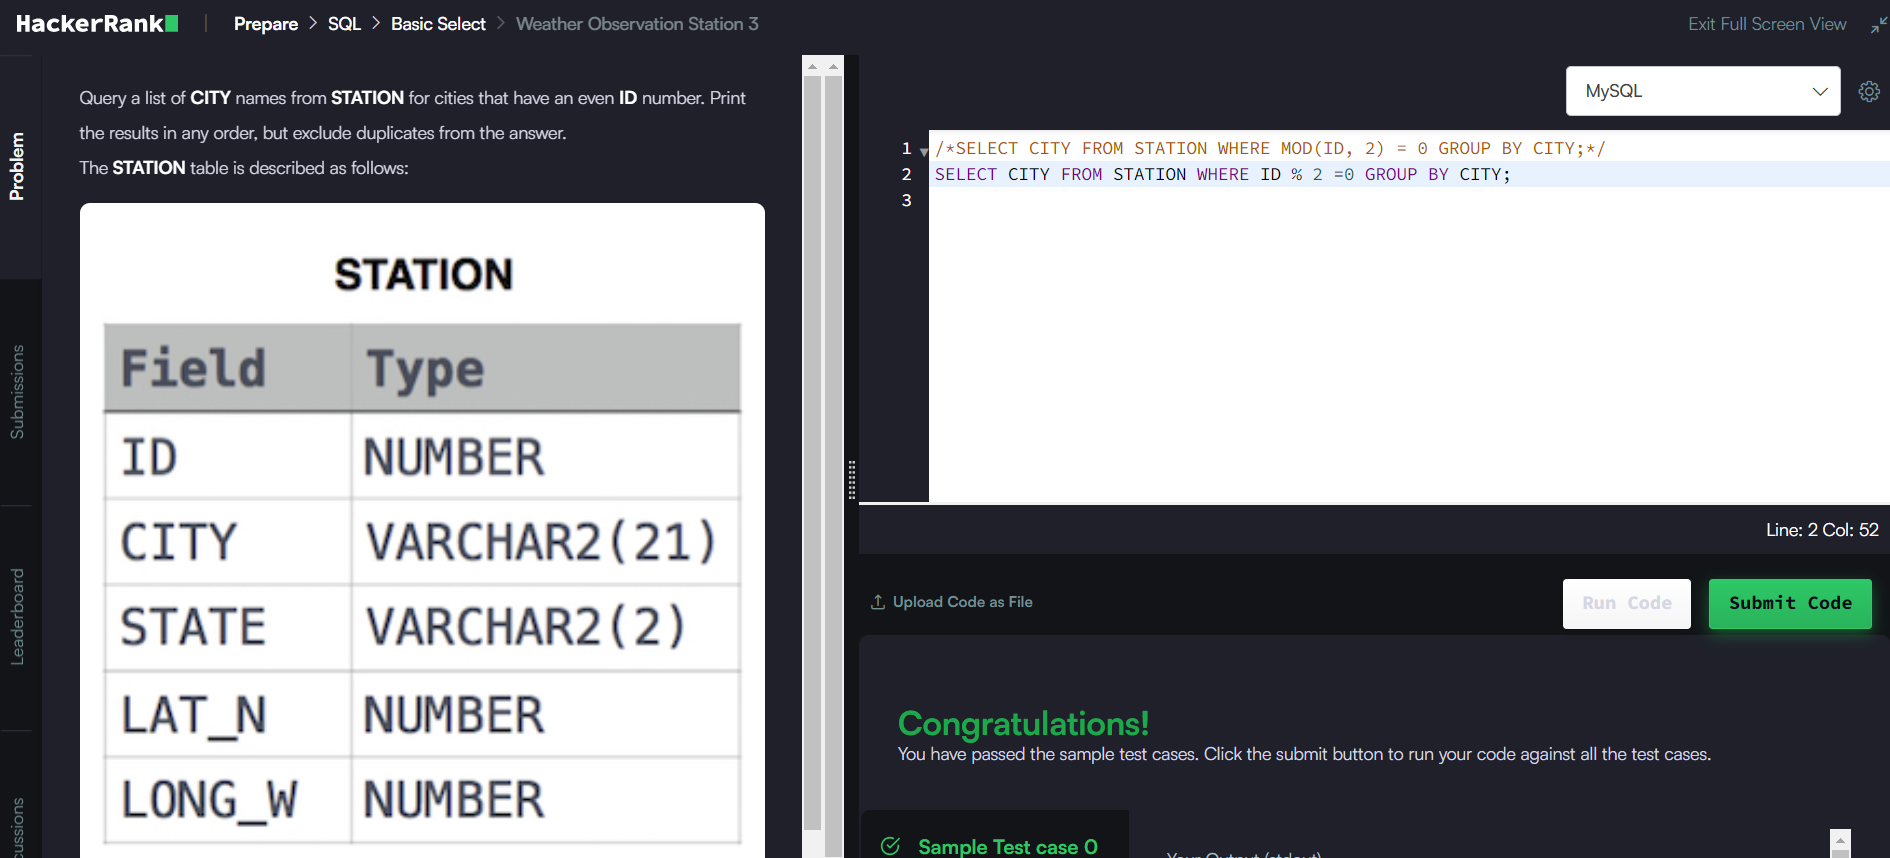 HackerRank | Prepare > SQL > Basic Select > Weather Observation Station 3
Exit Full Screen View
Problem
Submissions
Leaderboard
Query a list of CITY names from STATION for cities that have an even ID number. Print
the results in any order, but exclude duplicates from the answer.
The STATION table is described as follows:
STATION
Field Type
ID NUMBER
CITY VARCHAR2(21)
STATE VARCHAR2(2)
LAT_N NUMBER
LONG_W NUMBER
MySQL
1 /*SELECT CITY FROM STATION WHERE MOD(ID, 2) = 0 GROUP BY CITY;*/
2 SELECT CITY FROM STATION WHERE ID % 2 =0 GROUP BY CITY;
3
Line: 2 Col: 52
Upload Code as File
Run Code
Submit Code
Congratulations!
You have passed the sample test cases. Click the submit button to run your code against all the test cases.
Sample Test case 0
Your Output (stdout)